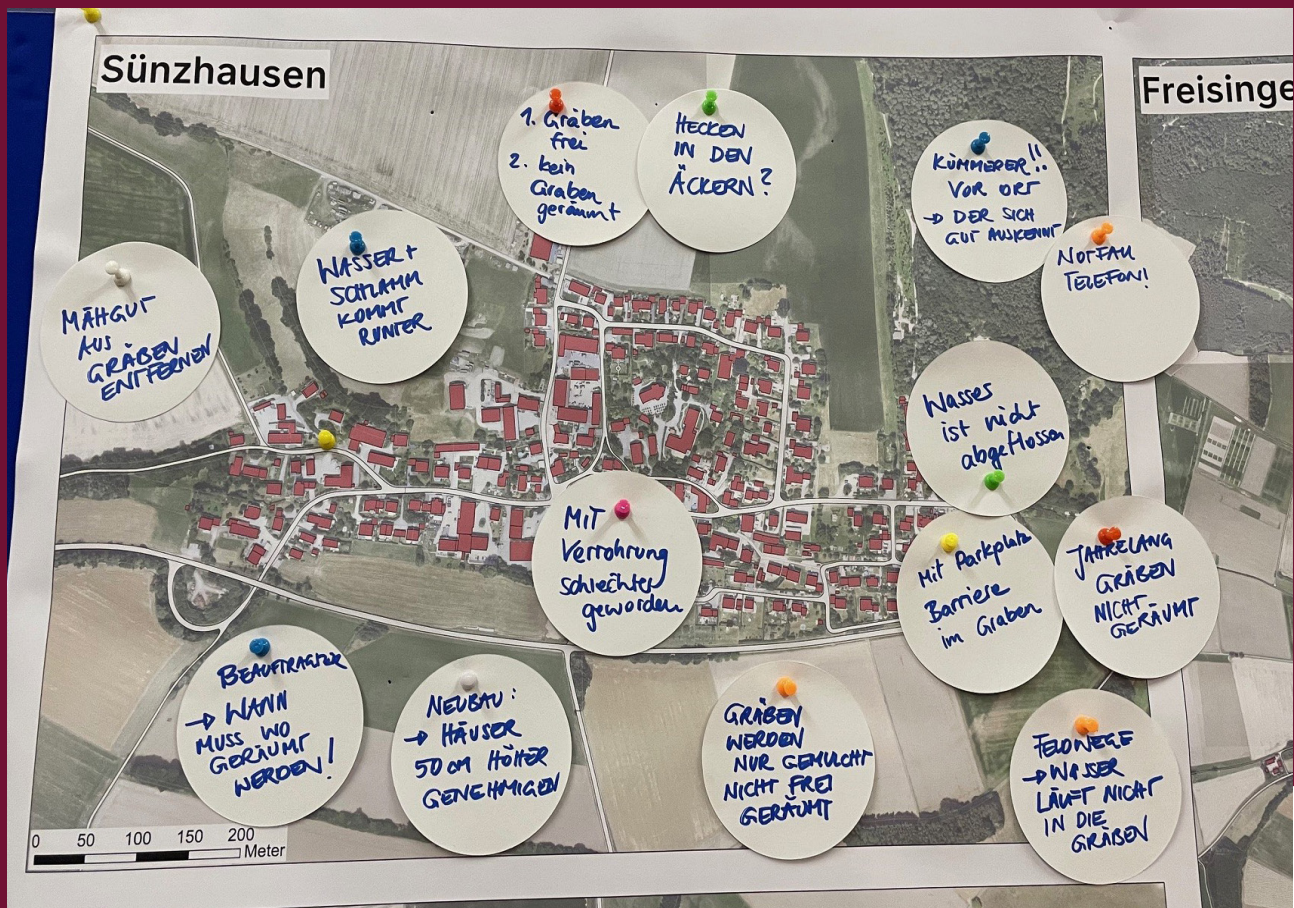 Sünzhausen
Freisinge
1. Gräben
frei
2. kein
Graben
geräumt
HECKEN
IN DEN
ÄCKERN?
KÜMMERER!!
VOR ORT
→ DER SICH
GUT AUSKENNT
NOTFALL
TELEFON!
WASSER +
SCHLAMM
KOMMT
RUNTER
MÄHGUT
AUS
GRÄBEN
ENTFERNEN
Wasser
ist nicht
abgeflossen
Mit
Verrohrung
schlechter
geworden
Mit Parkplatz
Barriere
im Graben
JAHRELANG
GRÄBEN
NICHT
GERÄUMT
BEAUFTRAGTER
→ WANN
MUSS WO
GERÄUMT
WERDEN!
NEUBAU:
→ HÄUSER
50 cm HÖHER
GENEHMIGEN
GRÄBEN
WERDEN
NUR GEMULCHT
NICHT FREI
GERÄUMT
FELDWEGE
→ WASSER
LÄUFT NICHT
IN DIE
GRÄBEN
0 50 100 150 200
Meter